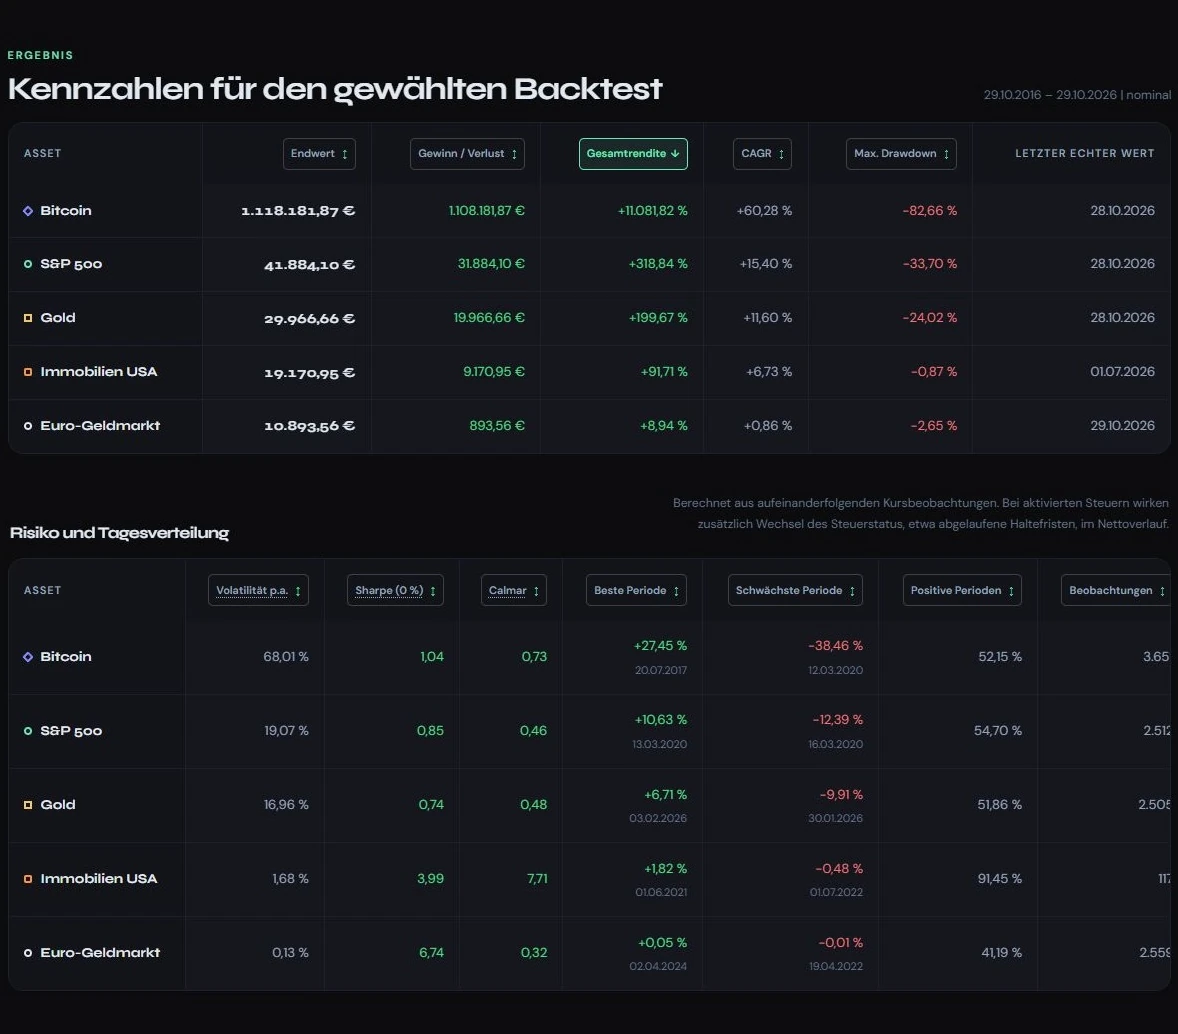 ERGEBNIS
Kennzahlen für den gewählten Backtest
29.10.2016 – 29.10.2026 | nominal
ASSET Endwert ↕ Gewinn / Verlust ↕ Gesamtrendite ↓ CAGR ↕ Max. Drawdown ↕ LETZTER ECHTER WERT
Bitcoin 1.118.181,87 € 1.108.181,87 € +11.081,82 % +60,28 % -82,66 % 28.10.2026
S&P 500 41.884,10 € 31.884,10 € +318,84 % +15,40 % -33,70 % 28.10.2026
Gold 29.966,66 € 19.966,66 € +199,67 % +11,60 % -24,02 % 28.10.2026
Immobilien USA 19.170,95 € 9.170,95 € +91,71 % +6,73 % -0,87 % 01.07.2026
Euro-Geldmarkt 10.893,56 € 893,56 € +8,94 % +0,86 % -2,65 % 29.10.2026
Berechnet aus aufeinanderfolgenden Kursbeobachtungen. Bei aktivierten Steuern wirken
zusätzlich Wechsel des Steuerstatus, etwa abgelaufene Haltefristen, im Nettoverlauf.
Risiko und Tagesverteilung
ASSET Volatilität p.a. ↕ Sharpe (0 %) ↕ Calmar ↕ Beste Periode ↕ Schwächste Periode ↕ Positive Perioden ↕ Beobachtungen ↕
Bitcoin 68,01 % 1,04 0,73 +27,45 % -38,46 % 52,15 % 3.65
20.07.2017 12.03.2020
S&P 500 19,07 % 0,85 0,46 +10,63 % -12,39 % 54,70 % 2.512
13.03.2020 16.03.2020
Gold 16,96 % 0,74 0,48 +6,71 % -9,91 % 51,86 % 2.505
03.02.2026 30.01.2026
Immobilien USA 1,68 % 3,99 7,71 +1,82 % -0,48 % 91,45 % 117
01.06.2021 01.07.2022
Euro-Geldmarkt 0,13 % 6,74 0,32 +0,05 % -0,01 % 41,19 % 2.559
02.04.2024 19.04.2022